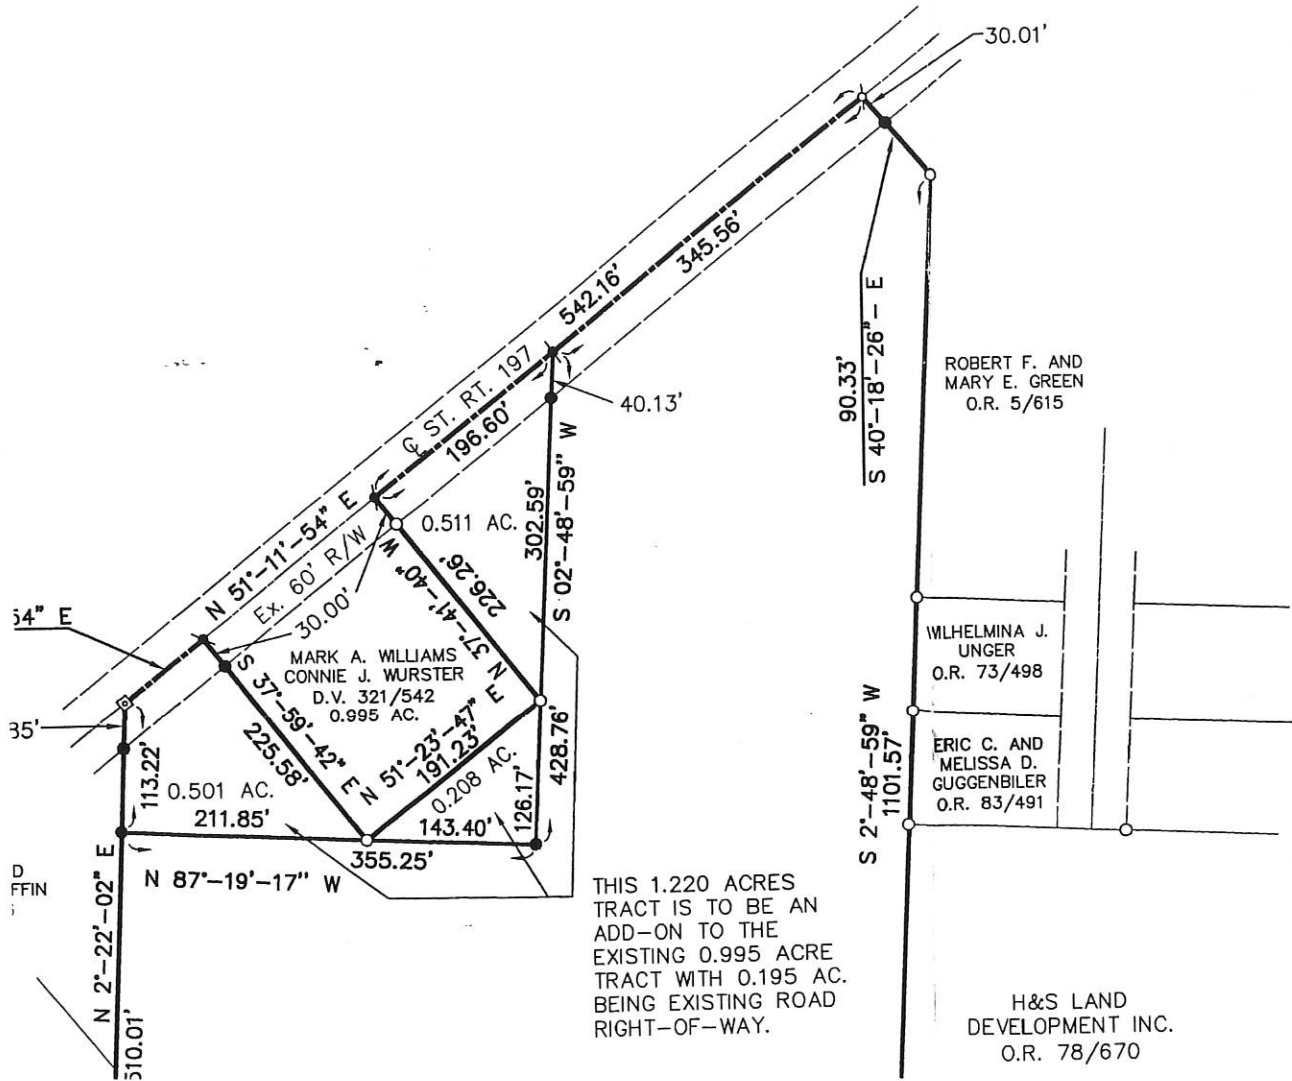 30.01'
542.16'
345.56'
℄ ST. RT. 197
196.60'
40.13'
90.33'
S 40°-18'-26"- E
ROBERT F. AND
MARY E. GREEN
O.R. 5/615
N 51°-11'-54" E
Ex. 60' R/W
0.511 AC.
302.59'
S 02°-48'-59" W
N 37°-41'-40" W
226.26'
54" E
30.00'
MARK A. WILLIAMS
CONNIE J. WURSTER
D.V. 321/542
0.995 AC.
S 37°-59'-42" E
225.58'
N 51°-23'-47" E
191.23'
0.208 AC.
428.76'
126.17'
35'
113.22'
0.501 AC.
211.85'
143.40'
355.25'
N 87°-19'-17" W
N 2°-22'-02" E
510.01'
D
FFIN
WILHELMINA J.
UNGER
O.R. 73/498
S 2°-48'-59" W
1101.57'
ERIC C. AND
MELISSA D.
GUGGENBILER
O.R. 83/491
THIS 1.220 ACRES
TRACT IS TO BE AN
ADD-ON TO THE
EXISTING 0.995 ACRE
TRACT WITH 0.195 AC.
BEING EXISTING ROAD
RIGHT-OF-WAY.
H&S LAND
DEVELOPMENT INC.
O.R. 78/670